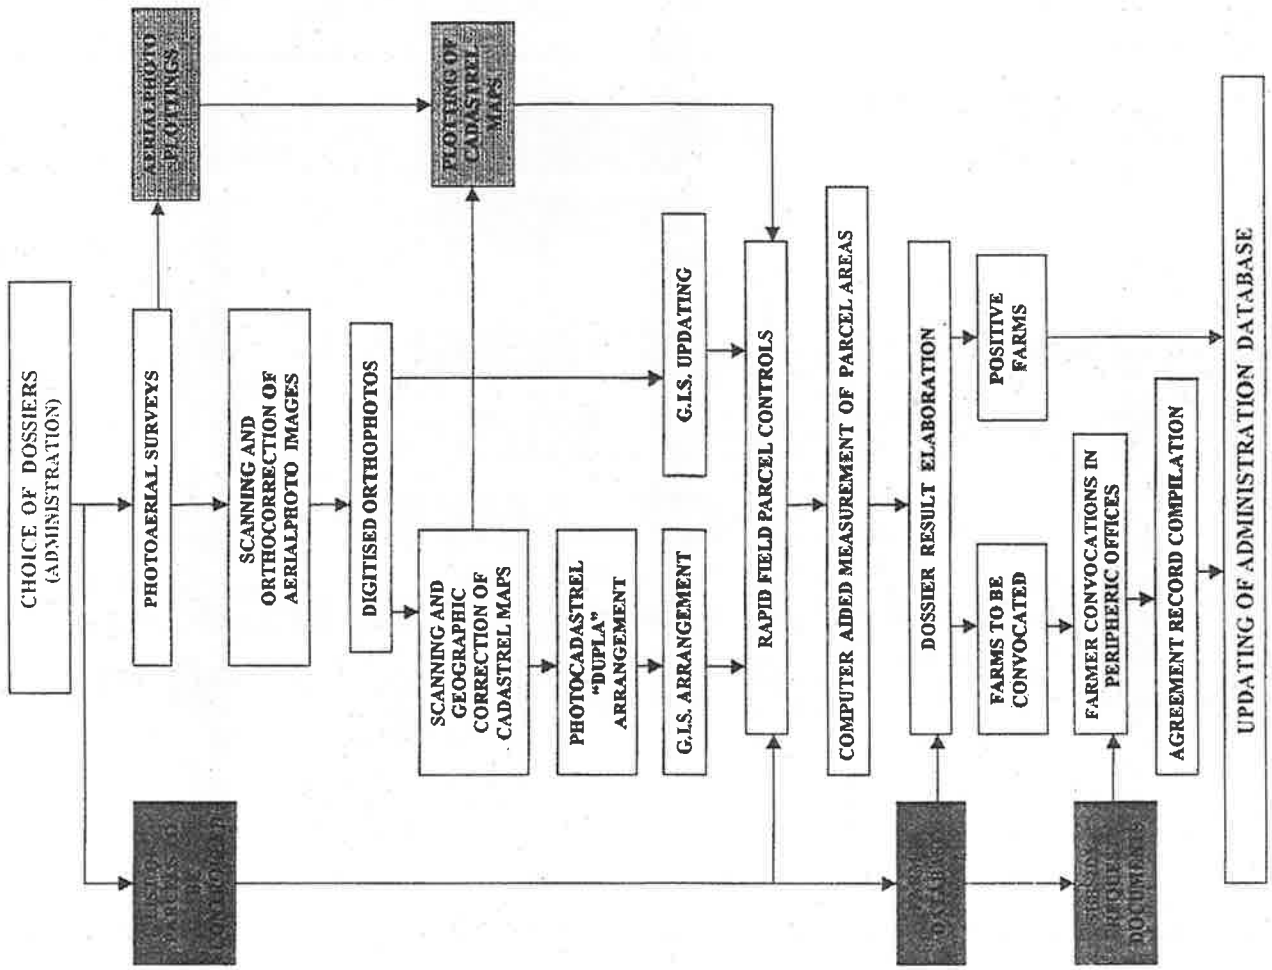 CHOICE OF DOSSIERS
(ADMINISTRATION)
AERIALPHOTO
PLOTTINGS
PHOTOAERIAL SURVEYS
BE
SCANNING AND
ORTHOCORRECTION OF
AERIALPHOTO IMAGES
DIGITISED ORTHOPHOTOS
PLOTTING OF
CADASTREL
MAPS
SCANNING AND
GEOGRAPHIC
CORRECTION OF
CADASTREL MAPS
PHOTOCADASTREL
“DUPLA”
ARRANGEMENT
G.I.S. ARRANGEMENT
G.I.S. UPDATING
RAPID FIELD PARCEL CONTROLS
COMPUTER AIDED MEASUREMENT OF PARCEL AREAS
DATABASE
DOSSIER RESULT ELABORATION
FARMS TO BE
CONVOCATED
POSITIVE
FARMS
DOCUMENTS
FARMER CONVOCATIONS IN
PERIPHERIC OFFICES
AGREEMENT RECORD COMPILATION
UPDATING OF ADMINISTRATION DATABASE